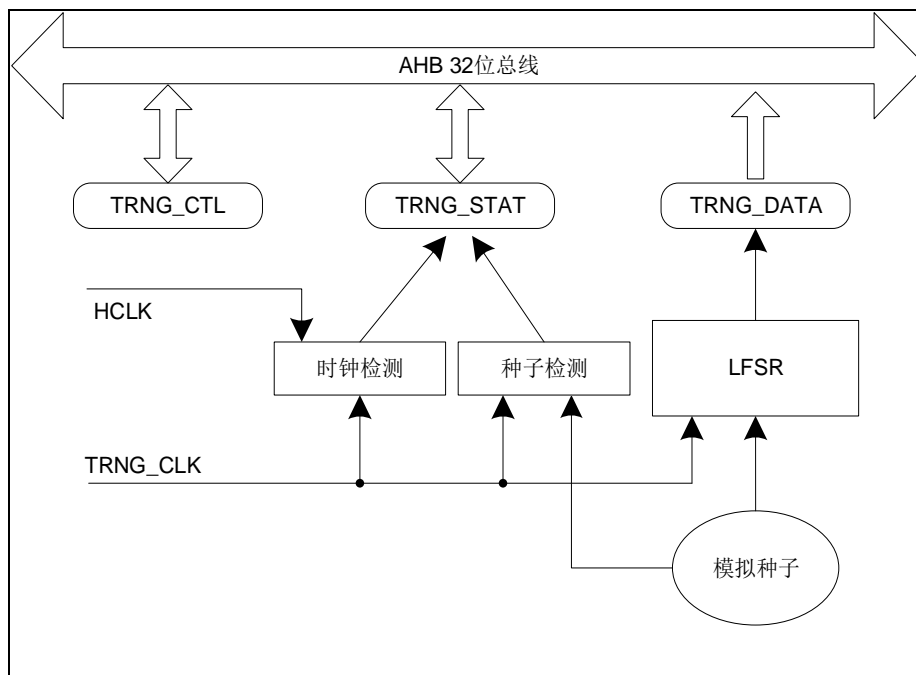 AHB 32位总线
TRNG_CTL
TRNG_STAT
TRNG_DATA
HCLK
时钟检测
种子检测
LFSR
TRNG_CLK
模拟种子